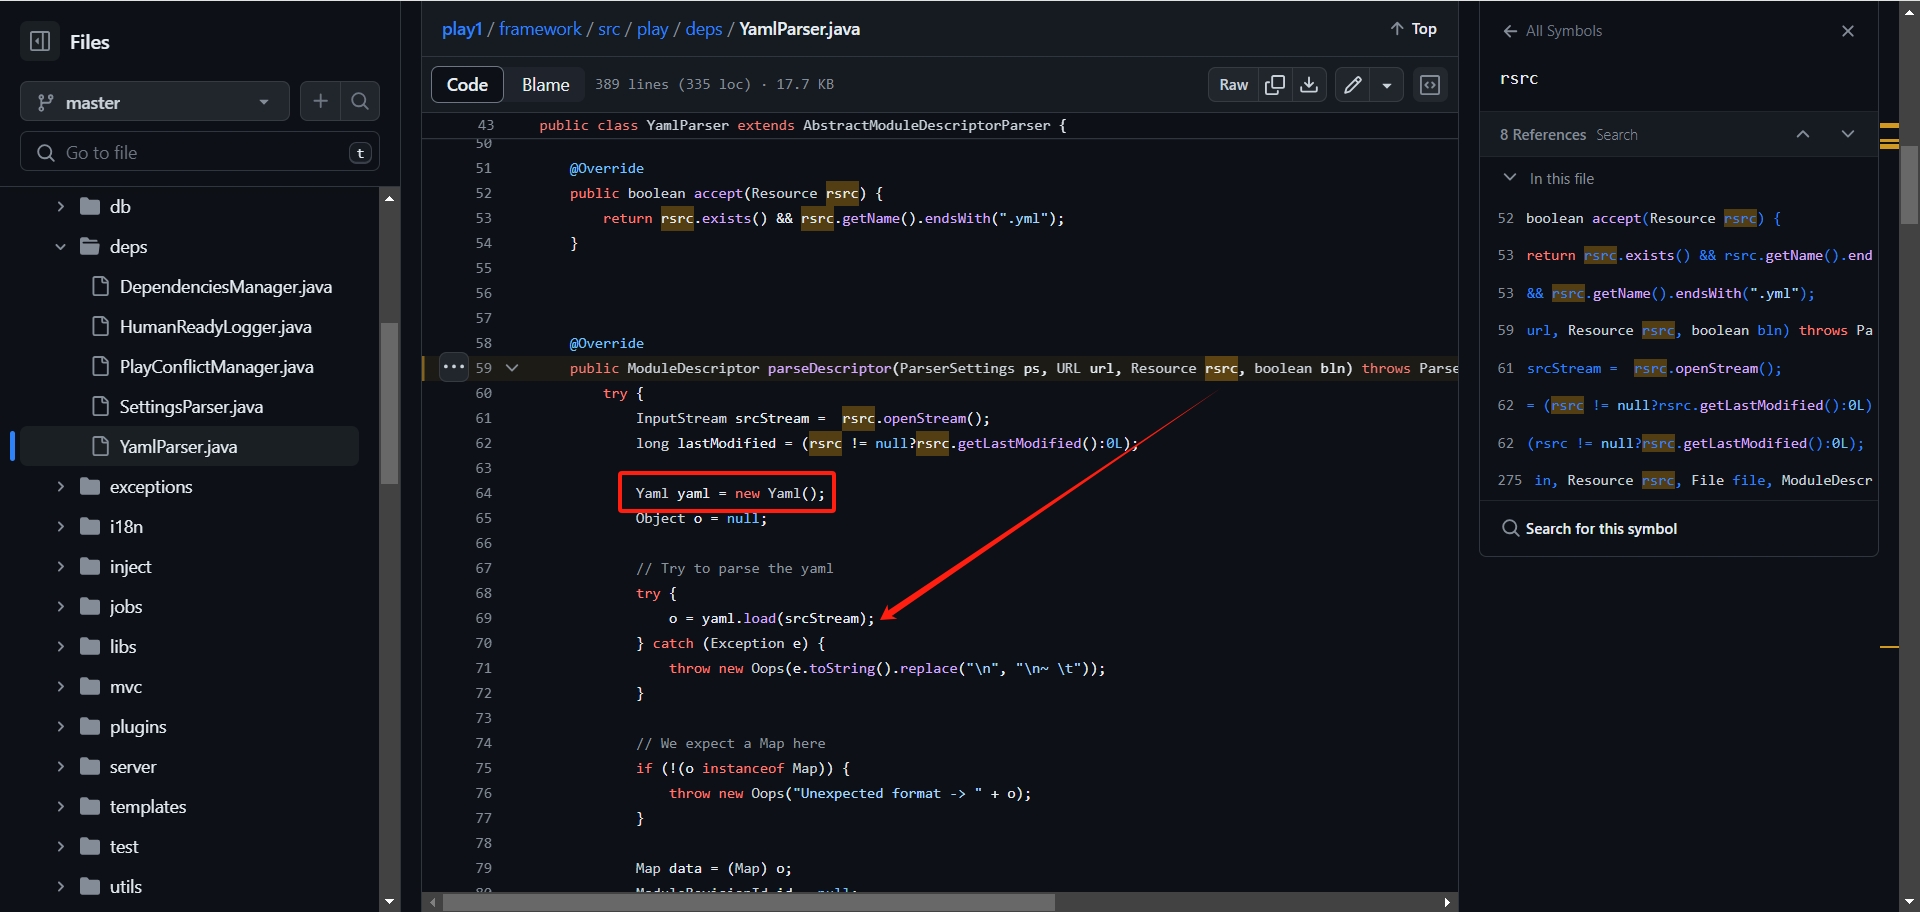 Files
master
Go to file
t
db
deps
DependenciesManager.java
HumanReadyLogger.java
PlayConflictManager.java
SettingsParser.java
YamlParser.java
exceptions
i18n
inject
jobs
libs
mvc
plugins
server
templates
test
utils
play1 / framework / src / play / deps / YamlParser.java
Top
Code Blame 389 lines (335 loc) · 17.7 KB
Raw
43 public class YamlParser extends AbstractModuleDescriptorParser {
50
51 @Override
52 public boolean accept(Resource rsrc) {
53 return rsrc.exists() && rsrc.getName().endsWith(".yml");
54 }
55
56
57
58 @Override
59 public ModuleDescriptor parseDescriptor(ParserSettings ps, URL url, Resource rsrc, boolean bln) throws Parse
60 try {
61 InputStream srcStream = rsrc.openStream();
62 long lastModified = (rsrc != null?rsrc.getLastModified():0L);
63
64 Yaml yaml = new Yaml();
65 Object o = null;
66
67 // Try to parse the yaml
68 try {
69 o = yaml.load(srcStream);
70 } catch (Exception e) {
71 throw new Oops(e.toString().replace("\n", "\n~ \t"));
72 }
73
74 // We expect a Map here
75 if (!(o instanceof Map)) {
76 throw new Oops("Unexpected format -> " + o);
77 }
78
79 Map data = (Map) o;
80 ModuleRevisionId id = null;
All Symbols
rsrc
8 References Search
In this file
52 boolean accept(Resource rsrc) {
53 return rsrc.exists() && rsrc.getName().end
53 && rsrc.getName().endsWith(".yml");
59 url, Resource rsrc, boolean bln) throws Pa
61 srcStream = rsrc.openStream();
62 = (rsrc != null?rsrc.getLastModified():0L)
62 (rsrc != null?rsrc.getLastModified():0L);
275 in, Resource rsrc, File file, ModuleDescr
Search for this symbol